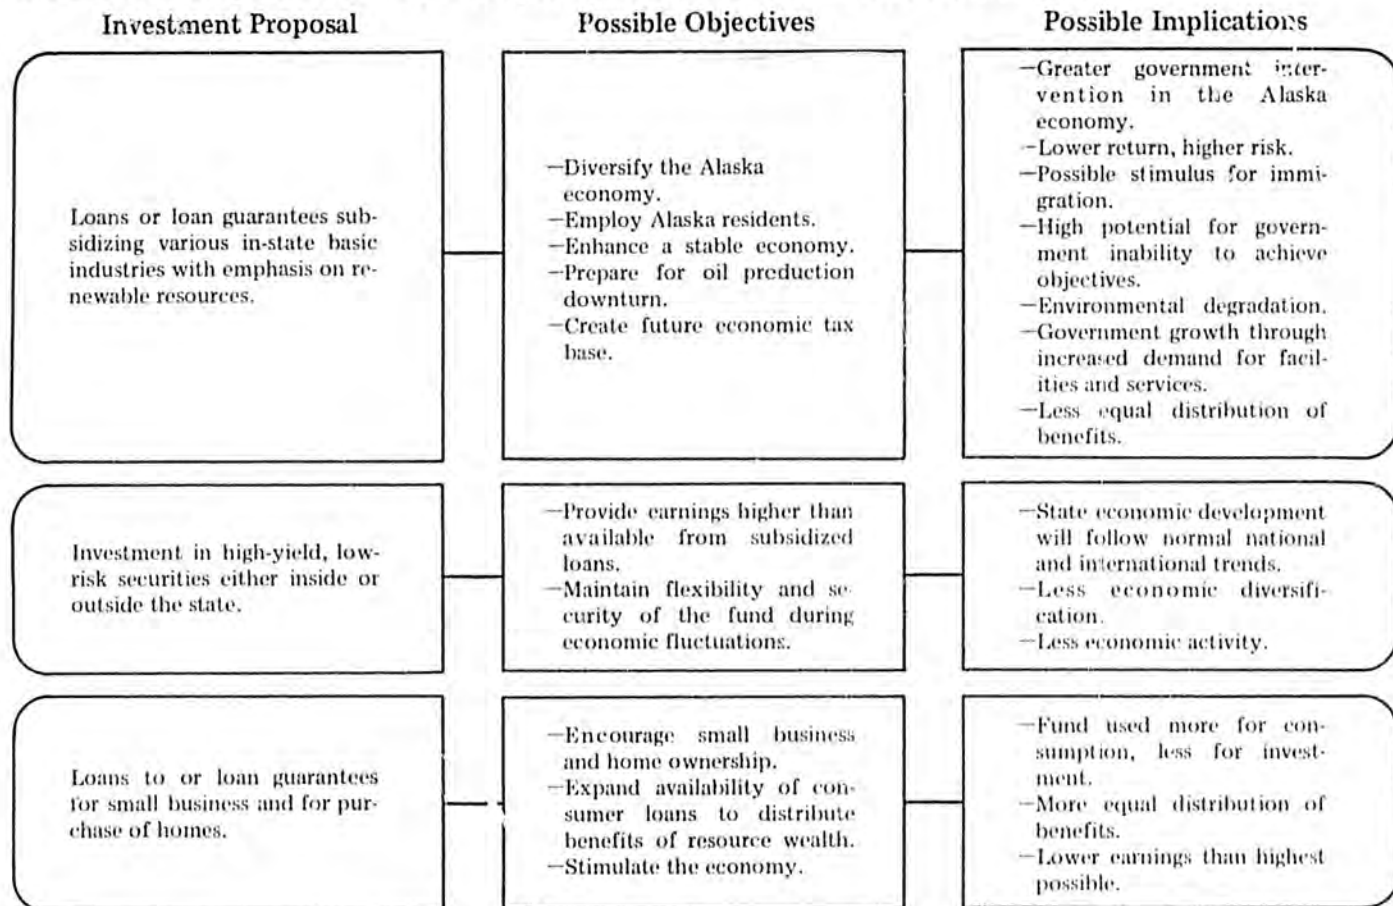 Investment Proposal
Possible Objectives
Possible Implications
Loans or loan guarantees sub-
sidizing various in-state basic
industries with emphasis on re-
newable resources.
—Diversify the Alaska
economy.
—Employ Alaska residents.
—Enhance a stable economy.
—Prepare for oil production
downturn.
—Create future economic tax
base.
—Greater government inter-
vention in the Alaska
economy.
—Lower return, higher risk.
—Possible stimulus for immi-
gration.
—High potential for govern-
ment inability to achieve
objectives.
—Environmental degradation.
—Government growth through
increased demand for facil-
ities and services.
—Less equal distribution of
benefits.
Investment in high-yield, low-
risk securities either inside or
outside the state.
—Provide earnings higher than
available from subsidized
loans.
—Maintain flexibility and se-
curity of the fund during
economic fluctuations.
—State economic development
will follow normal national
and international trends.
—Less economic diversifi-
cation.
—Less economic activity.
Loans to or loan guarantees
for small business and for pur-
chase of homes.
—Encourage small business
and home ownership.
—Expand availability of con-
sumer loans to distribute
benefits of resource wealth.
—Stimulate the economy.
—Fund used more for con-
sumption, less for invest-
ment.
—More equal distribution of
benefits.
—Lower earnings than highest
possible.